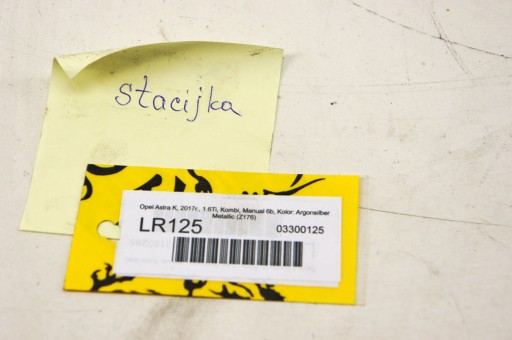 stacijka
Opel Astra K, 2017r., 1.6Ti, Kombi, Manual 6b, Kolor: Argonsilber
Metallic (Z176)
LR125
03300125